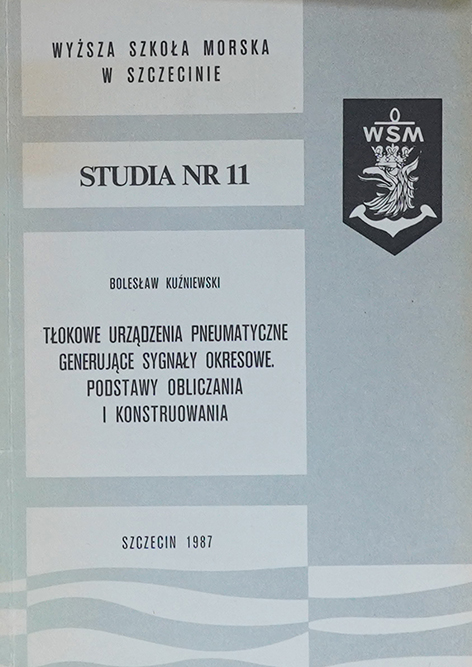 WYŻSZA SZKOŁA MORSKA
W SZCZECINIE
WSM
STUDIA NR 11
BOLESŁAW KUŹNIEWSKI
TŁOKOWE URZĄDZENIA PNEUMATYCZNE
GENERUJĄCE SYGNAŁY OKRESOWE.
PODSTAWY OBLICZANIA
I KONSTRUOWANIA
SZCZECIN 1987